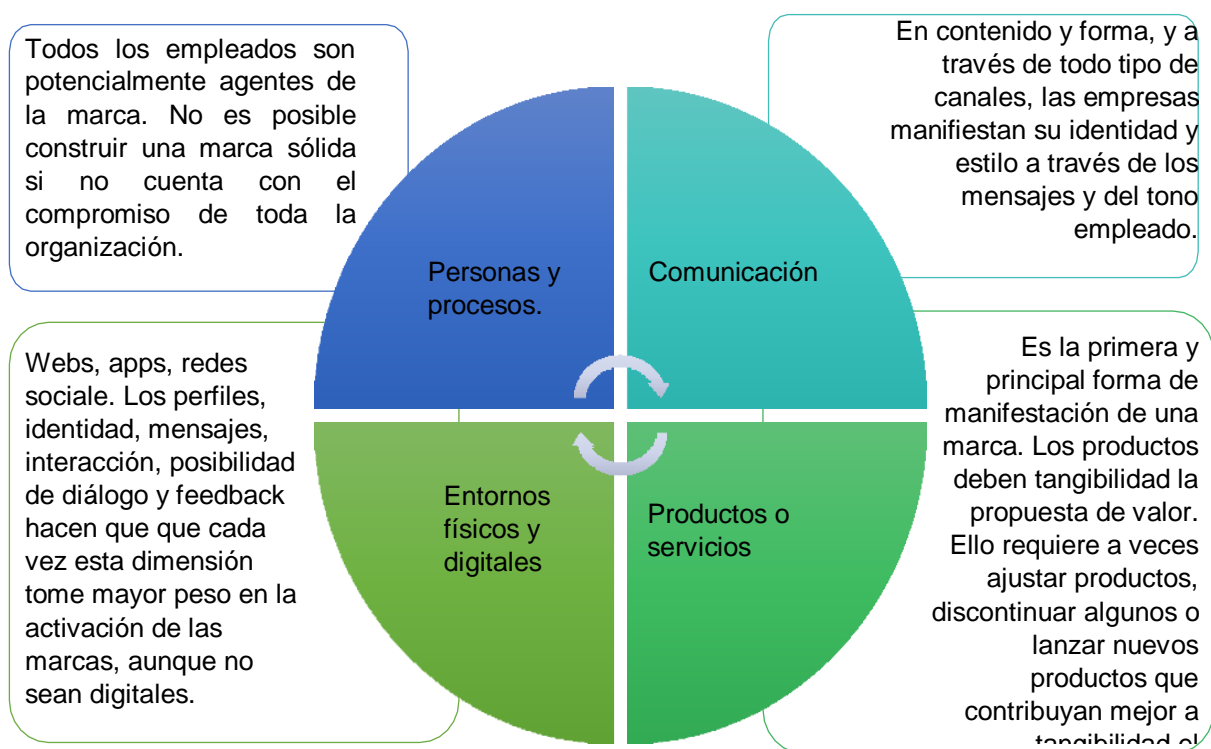 Todos los empleados son
potencialmente agentes de
la marca. No es posible
construir una marca sólida
si no cuenta con el
compromiso de toda la
organización.
En contenido y forma, y a
través de todo tipo de
canales, las empresas
manifiestan su identidad y
estilo a través de los
mensajes y del tono
empleado.
Personas y
procesos.
Comunicación
Webs, apps, redes
sociale. Los perfiles,
identidad, mensajes,
interacción, posibilidad
de diálogo y feedback
hacen que que cada
vez esta dimensión
tome mayor peso en la
activación de las
marcas, aunque no
sean digitales.
Entornos
físicos y
digitales
Productos o
servicios
Es la primera y
principal forma de
manifestación de una
marca. Los productos
deben tangibilidad la
propuesta de valor.
Ello requiere a veces
ajustar productos,
discontinuar algunos o
lanzar nuevos
productos que
contribuyan mejor a
tangibilidad el